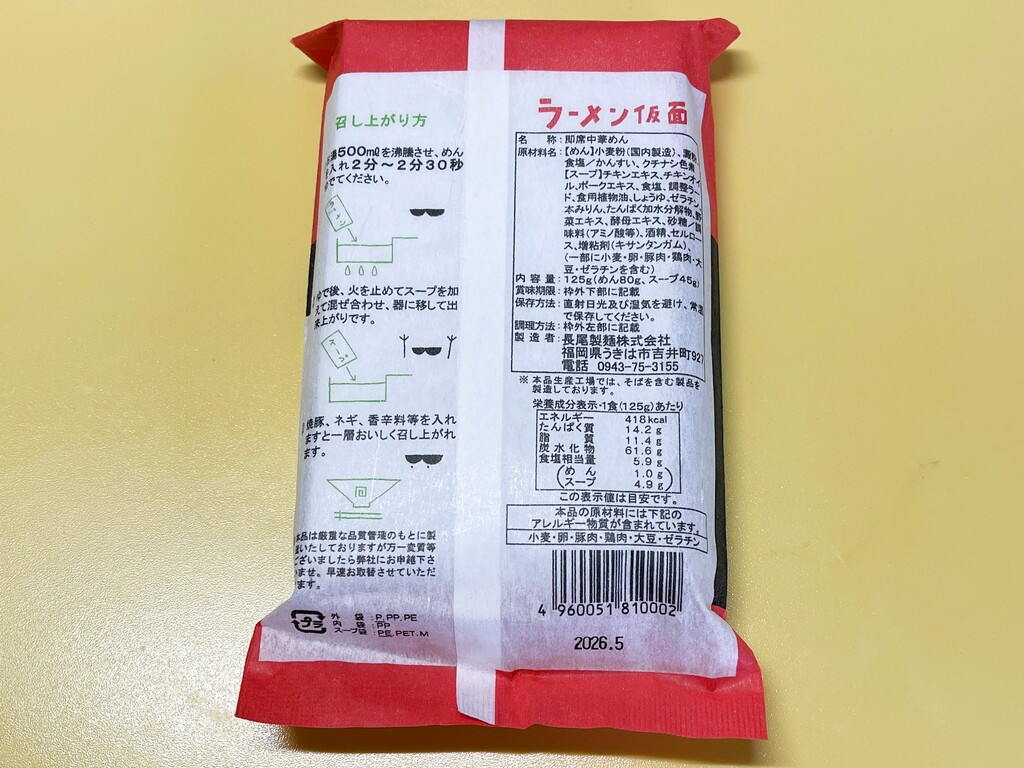 召し上がり方
湯500mlを沸騰させ、めん
入れ2分～2分30秒
でてください。
ラーメン
ゆで後、火を止めてスープを加
えて混ぜ合わせ、器に移して出
来上がりです。
スープ
焼豚、ネギ、香辛料等を入れ
ますと一層おいしく召し上がれ
ます。
本品は厳重な品質管理のもとに製
造いたしておりますが万一変質等
ございましたら弊社にお申越下さ
いませ。早速お取替させていただ
ます。
プラ
外袋:P.PP.PE
内袋:PP
スープ袋:PE.PET.M
ラーメン仮面
名称:即席中華めん
原材料名:【めん】小麦粉(国内製造)、澱粉、
食塩/かんすい、クチナシ色素
【スープ】チキンエキス、チキンオイ
ル、ポークエキス、食塩、調整ラー
ド、食用植物油、しょうゆ、ゼラチン、
本みりん、たんぱく加水分解物、野
菜エキス、酵母エキス、砂糖/調
味料(アミノ酸等)、酒精、セルロー
ス、増粘剤(キサンタンガム)、
(一部に小麦・卵・豚肉・鶏肉・大
豆・ゼラチンを含む)
内容量:125g(めん80g、スープ45g)
賞味期限:枠外下部に記載
保存方法:直射日光及び湿気を避け、常温
で保存してください。
調理方法:枠外左部に記載
製造者:長尾製麺株式会社
福岡県うきは市吉井町927
電話 0943-75-3155
※本品生産工場では、そばを含む製品を
製造しております。
栄養成分表示・1食(125g)あたり
エネルギー 418kcal
たんぱく質 14.2g
脂質 11.4g
炭水化物 61.6g
食塩相当量 5.9g
(めん 1.0g
スープ 4.9g)
この表示値は目安です。
本品の原材料には下記の
アレルギー物質が含まれています。
小麦・卵・豚肉・鶏肉・大豆・ゼラチン
4 960051 810002
2026.5